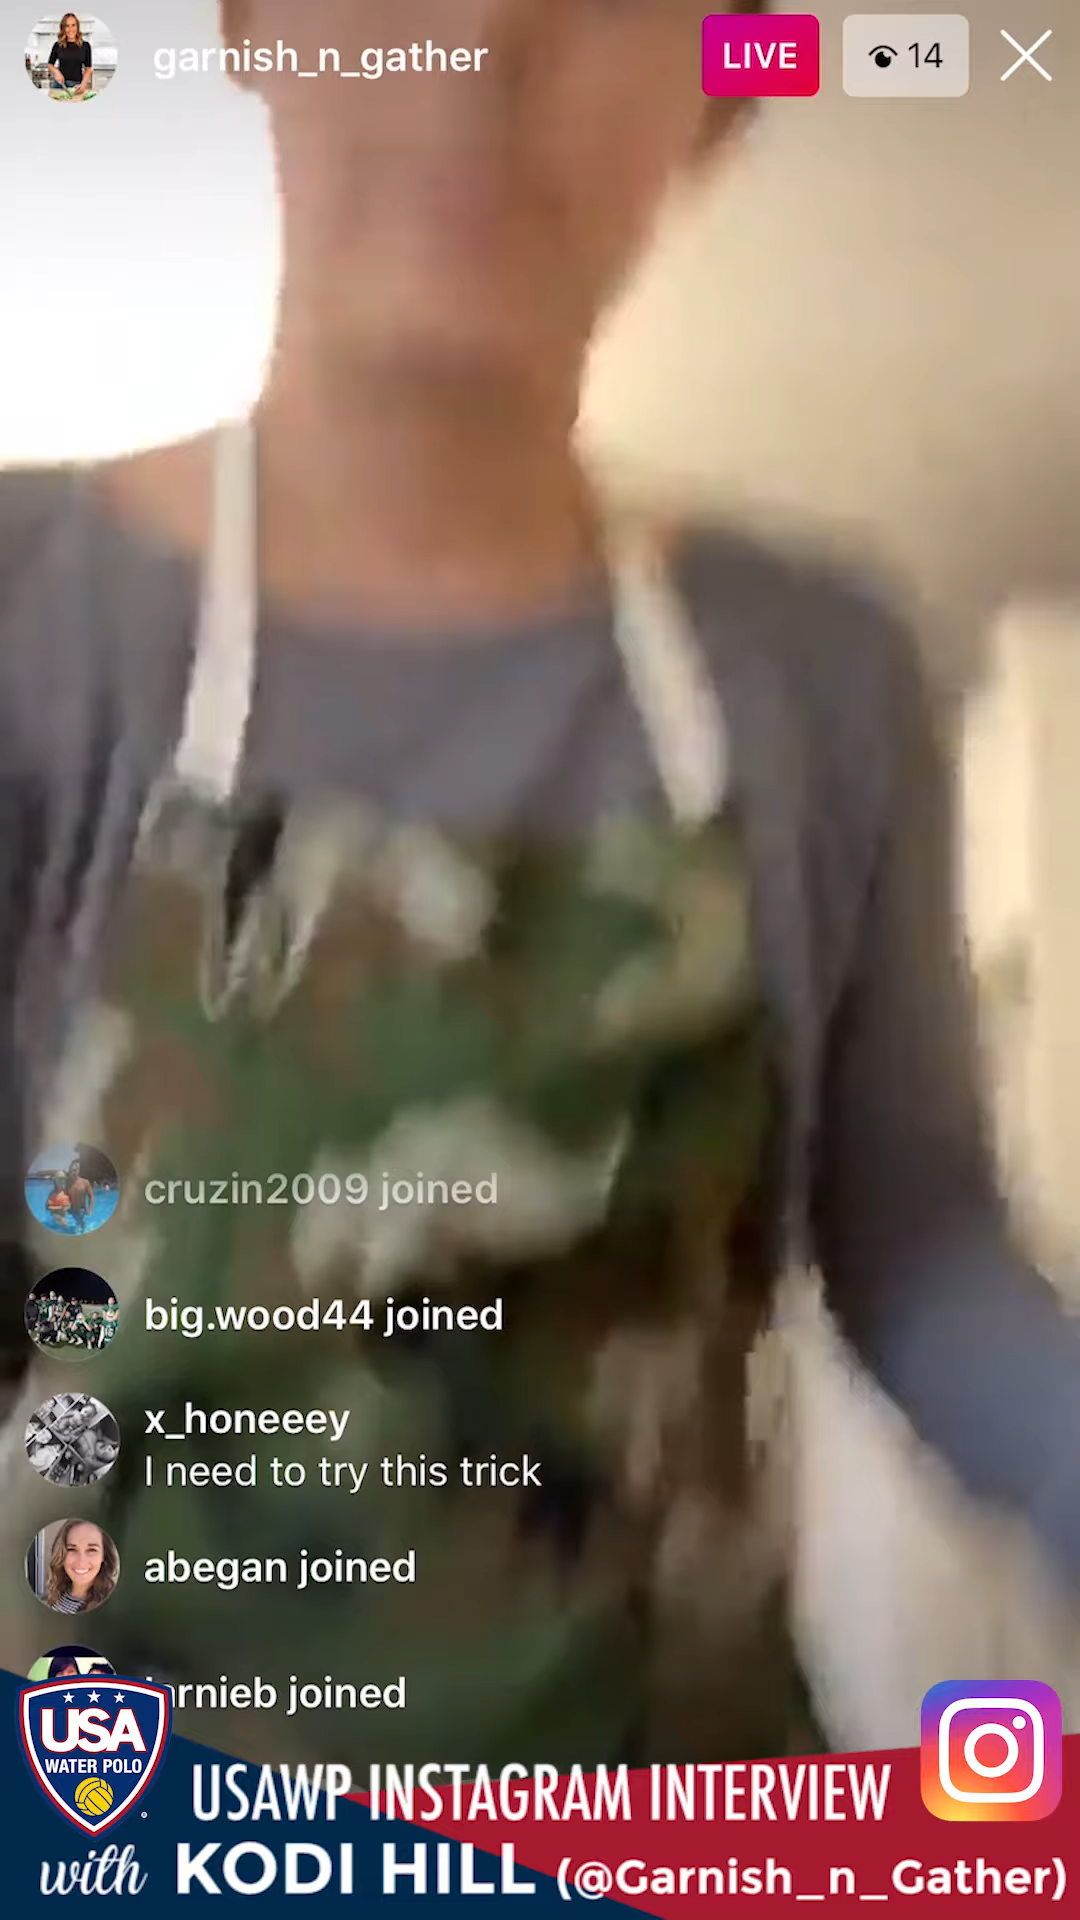 garnish_n_gather
LIVE
14
cruzin2009 joined
big.wood44 joined
x_honeeey
I need to try this trick
abegan joined
joined
USA
WATER POLO
USAWP INSTAGRAM INTERVIEW
with KODI HILL (@Garnish_n_Gather)